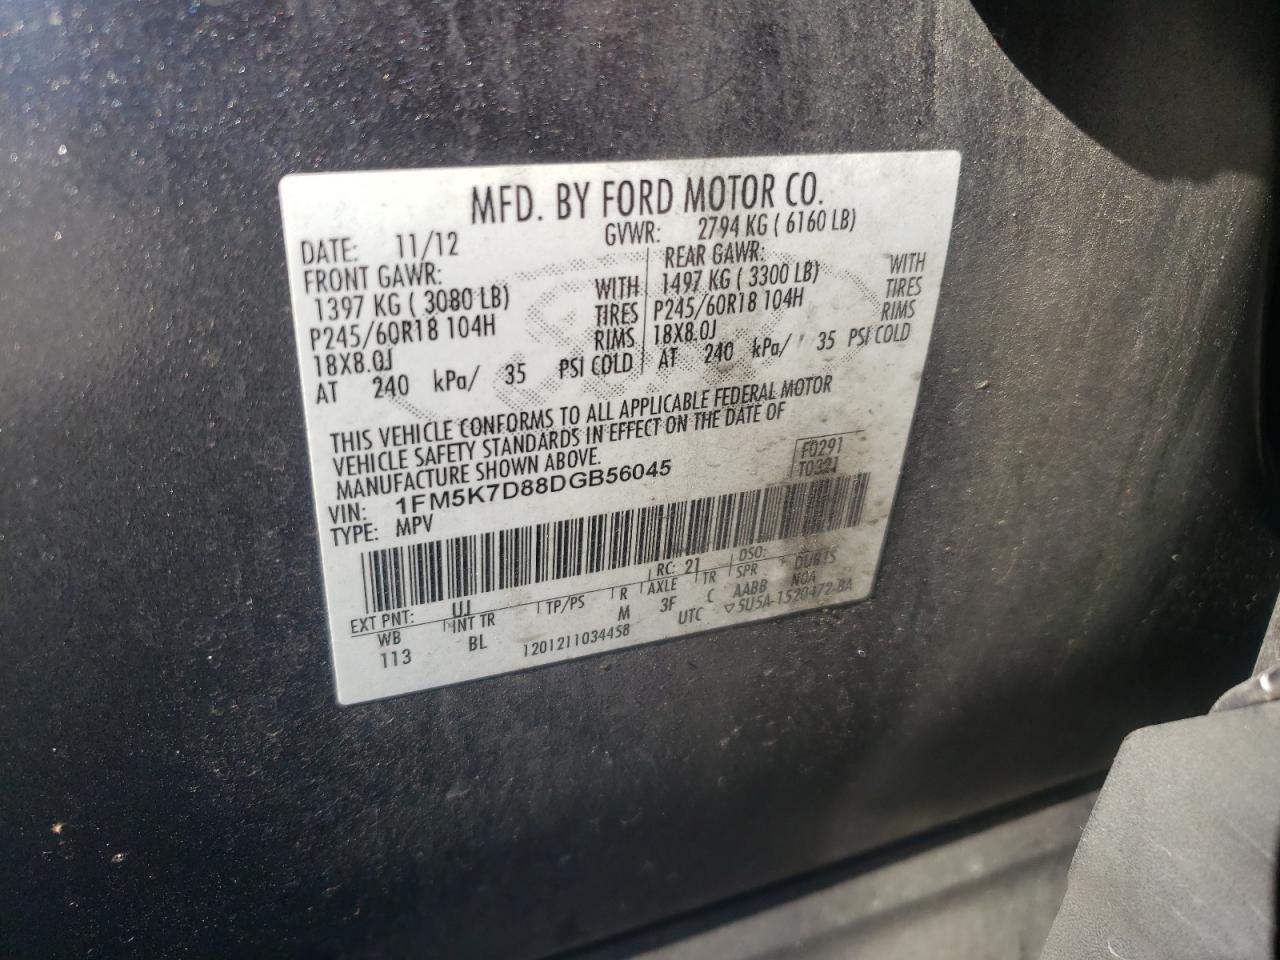 MFD. BY FORD MOTOR CO.
DATE: 11/12 GVWR: 2794 KG ( 6160 LB)
FRONT GAWR: REAR GAWR:
1397 KG ( 3080 LB) WITH 1497 KG ( 3300 LB) WITH
P245/60R18 104H TIRES P245/60R18 104H TIRES
18X8.0J RIMS 18X8.0J RIMS
AT 240 kPa/ 35 PSI COLD AT 240 kPa/ 35 PSI COLD
THIS VEHICLE CONFORMS TO ALL APPLICABLE FEDERAL MOTOR
VEHICLE SAFETY STANDARDS IN EFFECT ON THE DATE OF
MANUFACTURE SHOWN ABOVE.
F0291
T0321
VIN: 1FM5K7D88DGB56045
TYPE: MPV
EXT PNT: UJ RC: 21 DSO:
WB INT TR TP/PS R AXLE TR SPR
113 BL M 3F C AABB NOA
1201211034458 UTC ▽5U5A-1520472-BA